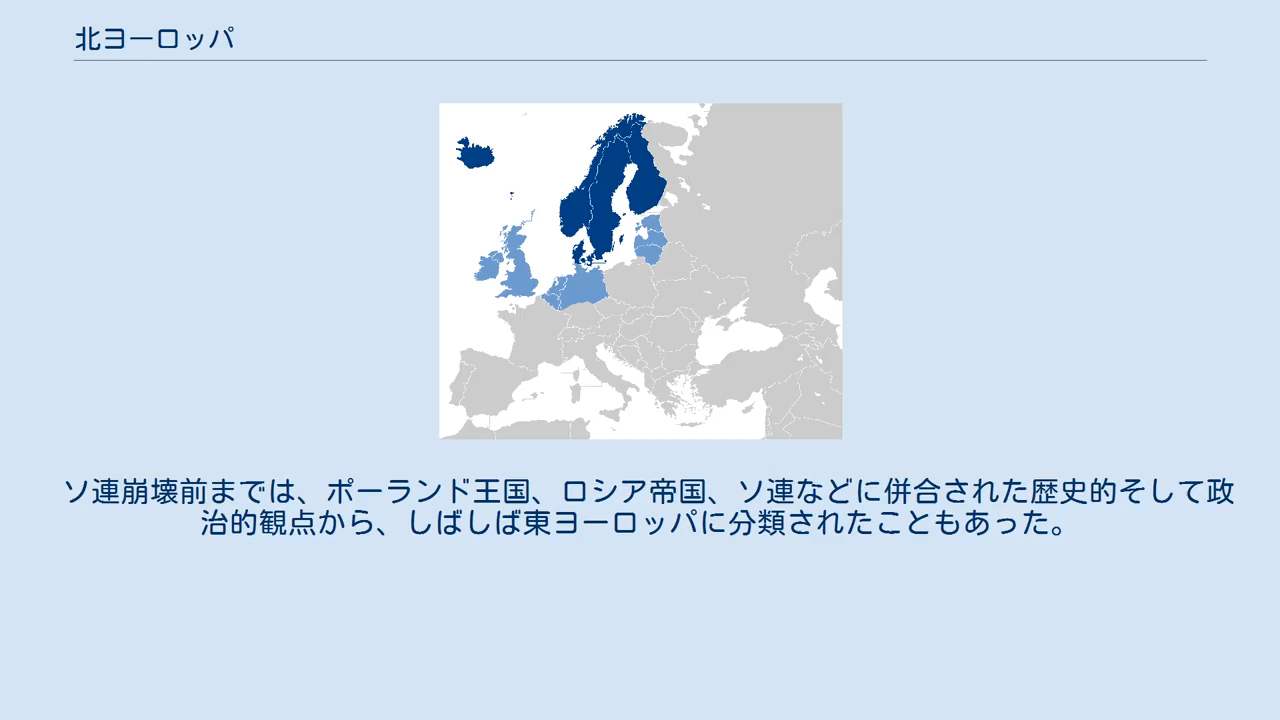 北ヨーロッパ
ソ連崩壊前までは、ポーランド王国、ロシア帝国、ソ連などに併合された歴史的そして政
治的観点から、しばしば東ヨーロッパに分類されたこともあった。